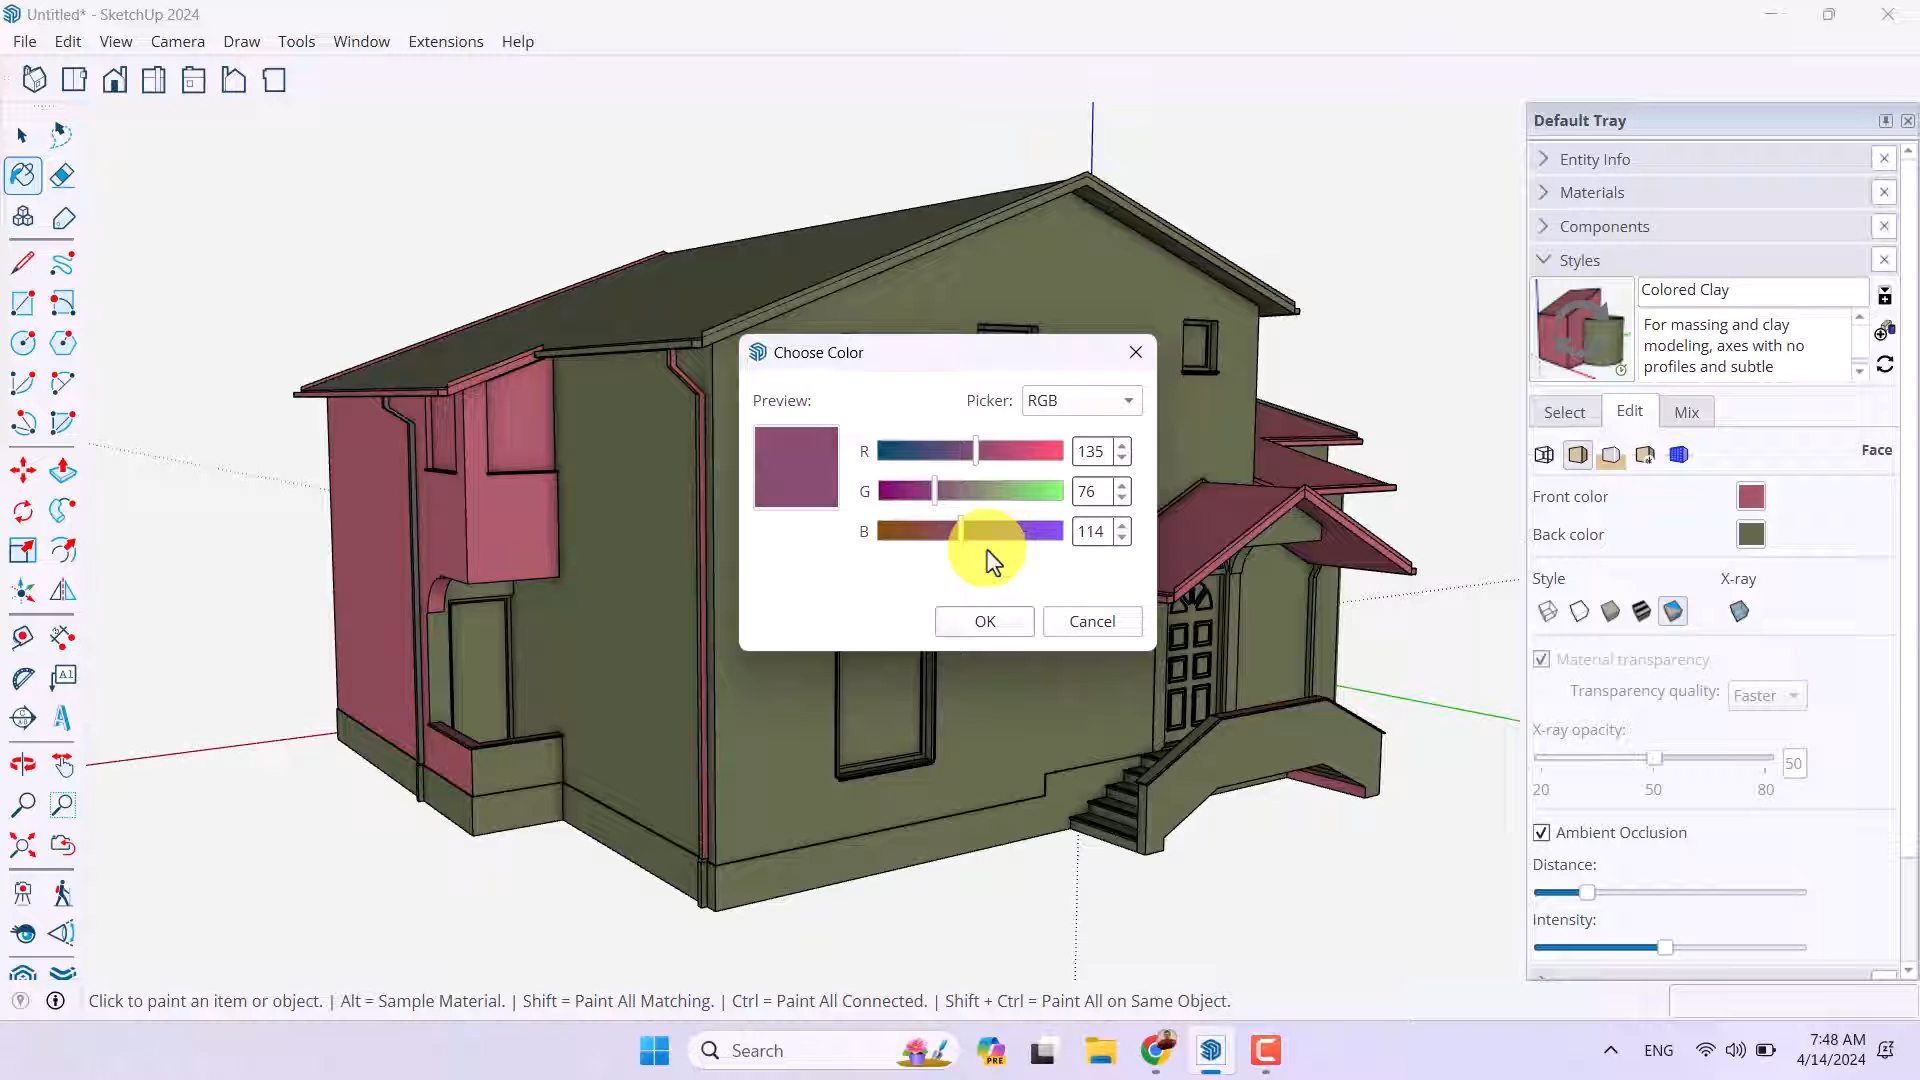 Untitled* - SketchUp 2024
File Edit View Camera Draw Tools Window Extensions Help
Default Tray
Entity Info
Materials
Components
Styles
Colored Clay
For massing and clay
modeling, axes with no
profiles and subtle
Select Edit Mix
Face
Front color
Back color
Style X-ray
Material transparency
Transparency quality: Faster
X-ray opacity:
50
20 50 80
Ambient Occlusion
Distance:
Intensity:
Choose Color
Preview: Picker: RGB
R 135
G 76
B 114
OK Cancel
A1
A
Click to paint an item or object. | Alt = Sample Material. | Shift = Paint All Matching. | Ctrl = Paint All Connected. | Shift + Ctrl = Paint All on Same Object.
Search
PRE
C
ENG
7:48 AM
4/14/2024